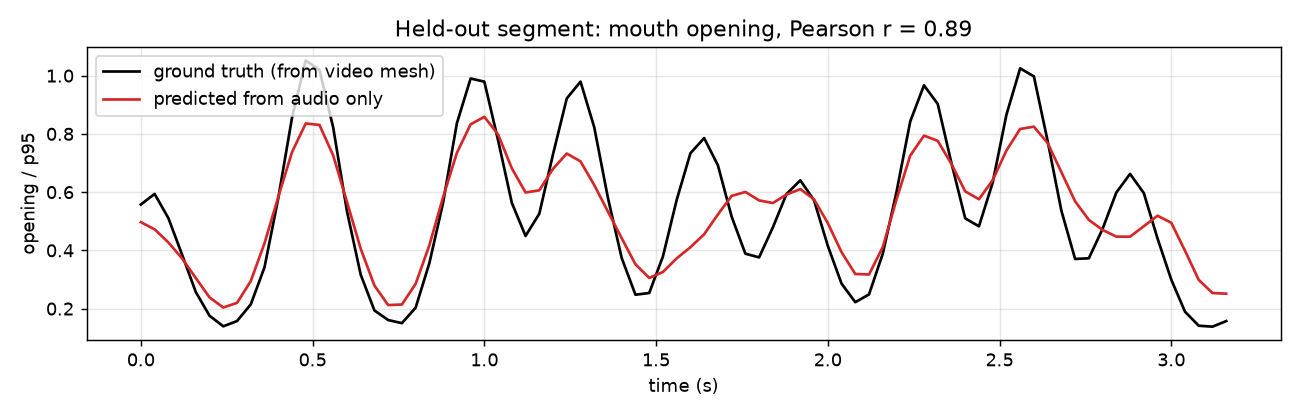 Held-out segment: mouth opening, Pearson r = 0.89
ground truth (from video mesh)
predicted from audio only
opening / p95
1.0
0.8
0.6
0.4
0.2
0.0 0.5 1.0 1.5 2.0 2.5 3.0
time (s)